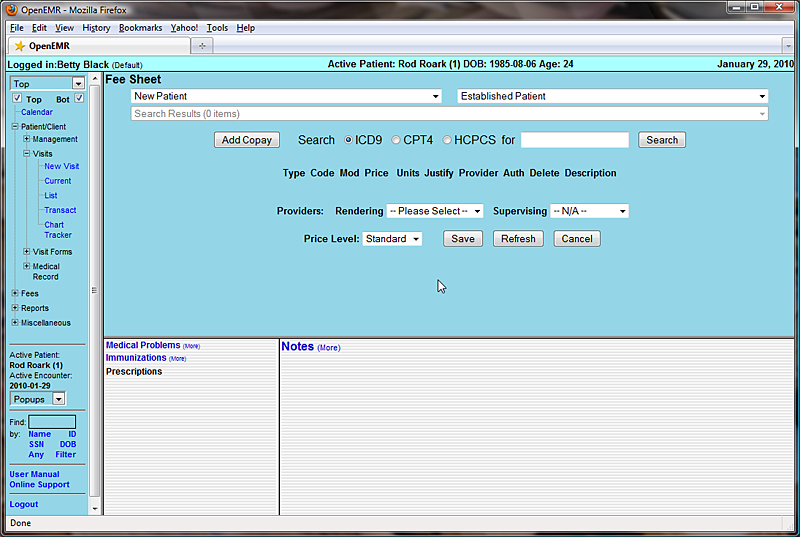 OpenEMR - Mozilla Firefox
File Edit View History Bookmarks Yahoo! Tools Help
OpenEMR
Logged in:Betty Black (Default) Active Patient: Rod Roark (1) DOB: 1985-08-06 Age: 24 January 29, 2010
Top
Top Bot
Calendar
Patient/Client
Management
Visits
New Visit
Current
List
Transact
Chart
Tracker
Visit Forms
Medical
Record
Fees
Reports
Miscellaneous
Active Patient:
Rod Roark (1)
Active Encounter:
2010-01-29
Popups
Find:
by: Name ID
SSN DOB
Any Filter
User Manual
Online Support
Logout
Fee Sheet
New Patient Established Patient
Search Results (0 items)
Add Copay Search ICD9 CPT4 HCPCS for Search
Type Code Mod Price Units Justify Provider Auth Delete Description
Providers: Rendering -- Please Select -- Supervising -- N/A --
Price Level: Standard Save Refresh Cancel
Medical Problems (More)
Immunizations (More)
Prescriptions
Notes (More)
Done